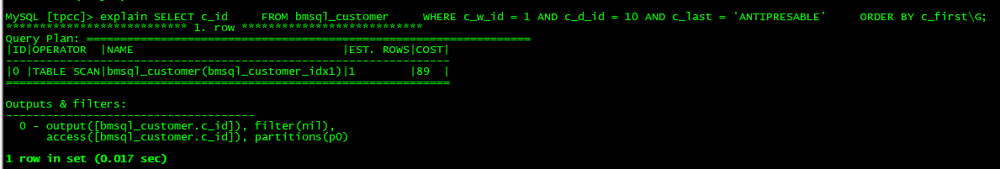 MySQL [tpcc]> explain SELECT c_id     FROM bmsql_customer     WHERE c_w_id = 1 AND c_d_id = 10 AND c_last = 'ANTIPRESABLE'     ORDER BY c_first\G;
*************************** 1. row ***************************
Query Plan: ==================================================================
|ID|OPERATOR  |NAME                               |EST. ROWS|COST|
------------------------------------------------------------------
|0 |TABLE SCAN|bmsql_customer(bmsql_customer_idx1)|1        |89  |
==================================================================
Outputs & filters:
-------------------------------------
  0 - output([bmsql_customer.c_id]), filter(nil),
      access([bmsql_customer.c_id]), partitions(p0)
1 row in set (0.017 sec)